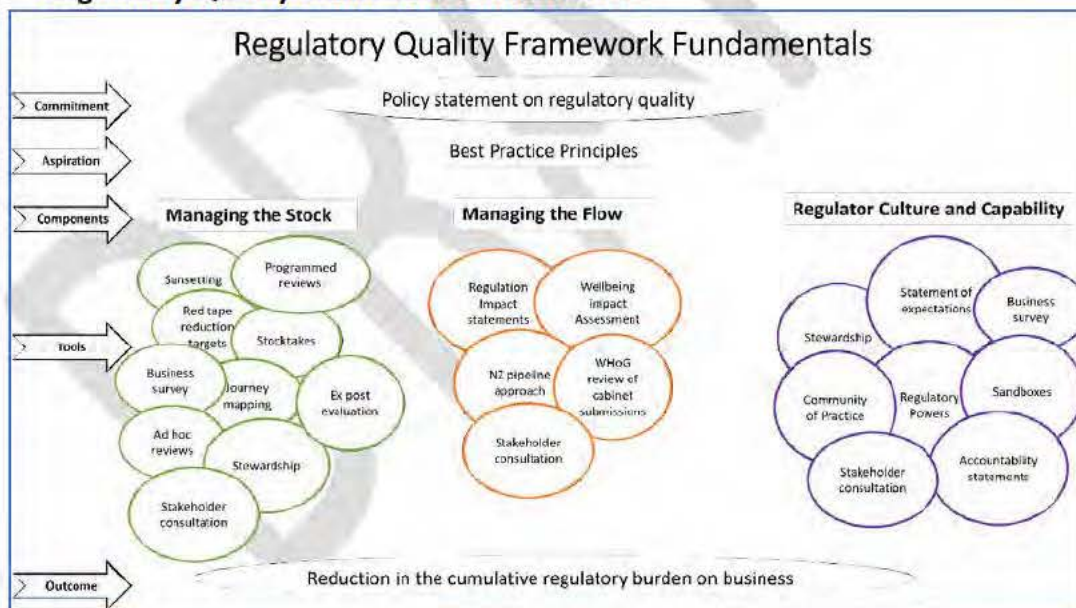 Regulatory Quality Framework Fundamentals
Commitment
Policy statement on regulatory quality
Aspiration
Best Practice Principles
Components
Managing the Stock
Managing the Flow
Regulator Culture and Capability
Tools
Sunsetting
Programmed
reviews
Red tape
reduction
targets
Stocktakes
Business
survey
Journey
mapping
Ex post
evaluation
Ad hoc
reviews
Stewardship
Stakeholder
consultation
Regulation
Impact
statements
Wellbeing
impact
Assessment
NZ pipeline
approach
WHoG
review of
cabinet
submissions
Stakeholder
consultation
Stewardship
Statement of
expectations
Business
survey
Community
of Practice
Regulatory
Powers
Sandboxes
Stakeholder
consultation
Accountability
statements
Outcome
Reduction in the cumulative regulatory burden on business